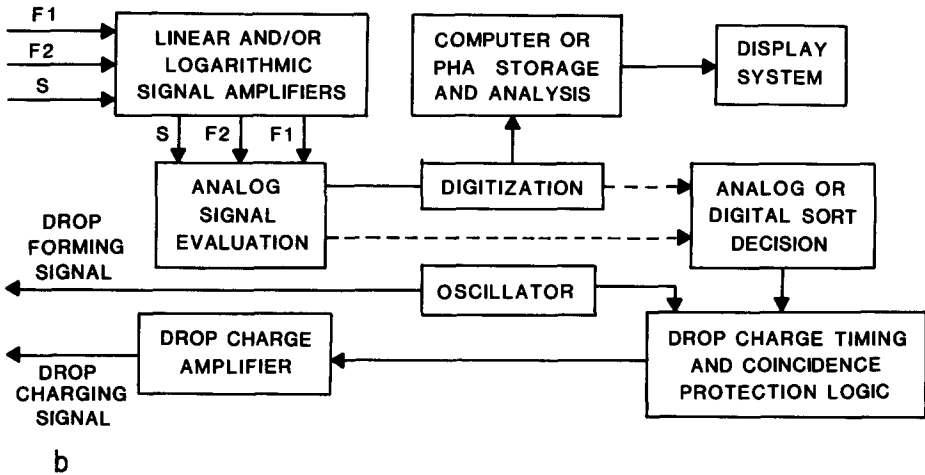 F1
F2
S
LINEAR AND/OR
LOGARITHMIC
SIGNAL AMPLIFIERS
COMPUTER OR
PHA STORAGE
AND ANALYSIS
DISPLAY
SYSTEM
S F2 F1
ANALOG
SIGNAL
EVALUATION
DIGITIZATION
ANALOG OR
DIGITAL SORT
DECISION
DROP
FORMING
SIGNAL
OSCILLATOR
DROP CHARGE
AMPLIFIER
DROP CHARGE TIMING
AND COINCIDENCE
PROTECTION LOGIC
DROP
CHARGING
SIGNAL
b